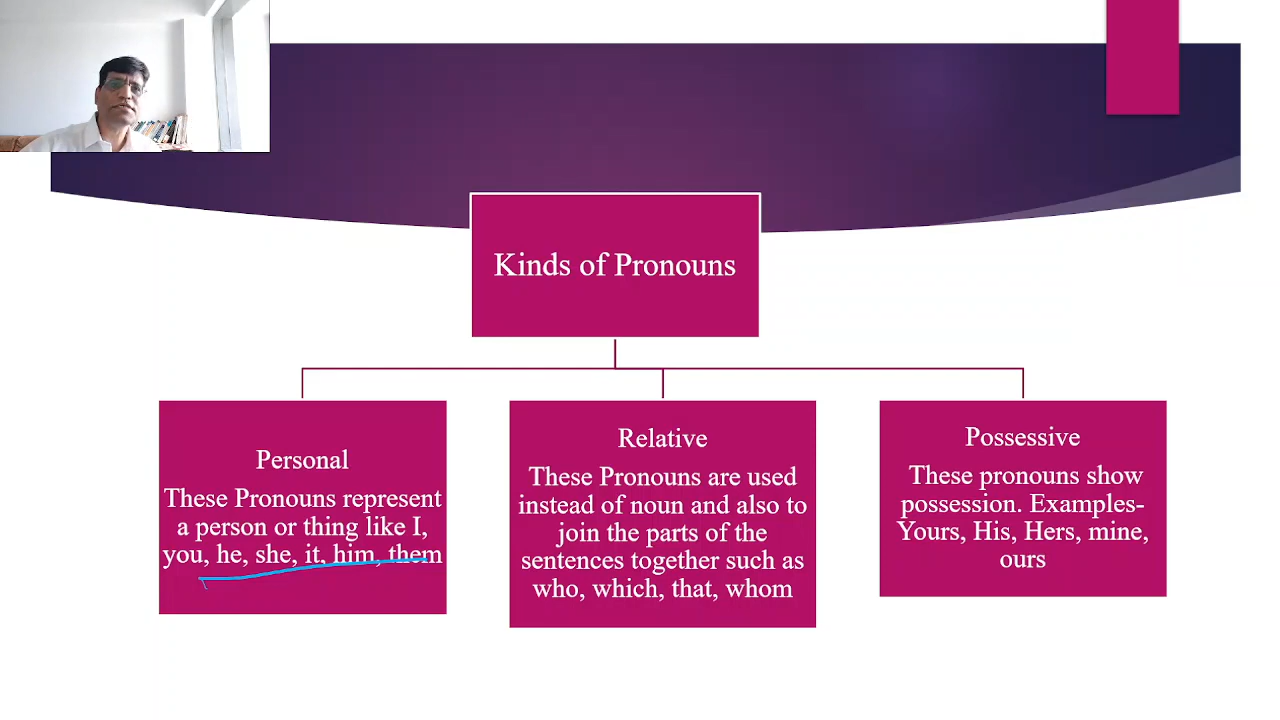 Kinds of Pronouns
Personal
These Pronouns represent
a person or thing like I,
you, he, she, it, him, them
Relative
These Pronouns are used
instead of noun and also to
join the parts of the
sentences together such as
who, which, that, whom
Possessive
These pronouns show
possession. Examples-
Yours, His, Hers, mine,
ours